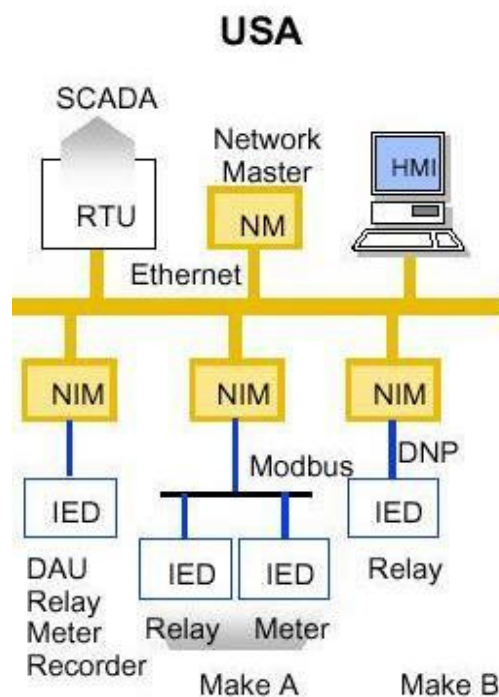 USA
SCADA
RTU
Network
Master
NM
HMI
Ethernet
NIM
NIM
NIM
Modbus
DNP
IED
IED
IED
IED
DAU
Relay
Meter
Recorder
Relay
Meter
Relay
Make A
Make B